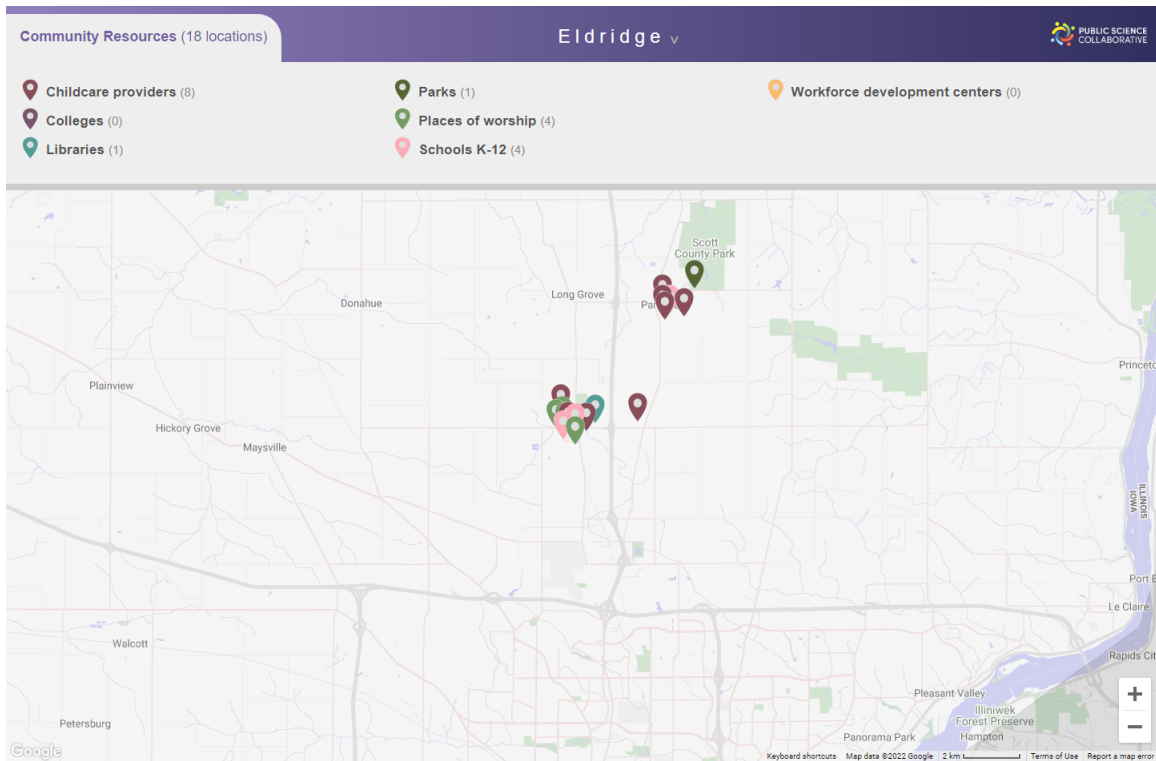 Community Resources (18 locations)
Eldridge v
PUBLIC SCIENCE
COLLABORATIVE
Childcare providers (8)
Colleges (0)
Libraries (1)
Parks (1)
Places of worship (4)
Schools K-12 (4)
Workforce development centers (0)
Scott
County Park
Long Grove
Donahue
Par
Princeto
Plainview
Hickory Grove
Maysville
ILLINOIS
IOWA
Port B
Le Claire
Walcott
Rapids Cit
Pleasant Valley
Illiniwek
Forest Preserve
Hampton
Petersburg
Panorama Park
+
−
Google
Keyboard shortcuts Map data ©2022 Google 2 km Terms of Use Report a map error